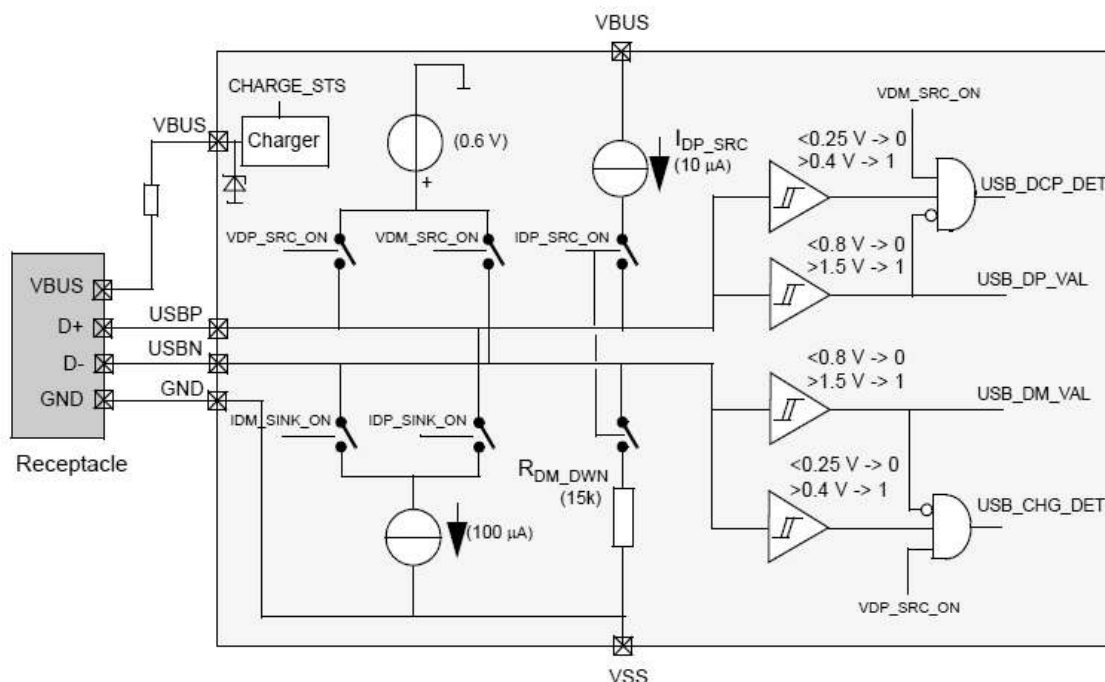 VBUS
CHARGE_STS
VBUS
Charger
(0.6 V)
+
I_DP_SRC
(10 µA)
VDM_SRC_ON
<0.25 V -> 0
>0.4 V -> 1
USB_DCP_DET
VDP_SRC_ON
VDM_SRC_ON
IDP_SRC_ON
<0.8 V -> 0
>1.5 V -> 1
USB_DP_VAL
VBUS
D+
D-
GND
Receptacle
USBP
USBN
GND
<0.8 V -> 0
>1.5 V -> 1
USB_DM_VAL
IDM_SINK_ON
IDP_SINK_ON
R_DM_DWN
(15k)
(100 µA)
<0.25 V -> 0
>0.4 V -> 1
USB_CHG_DET
VDP_SRC_ON
VSS